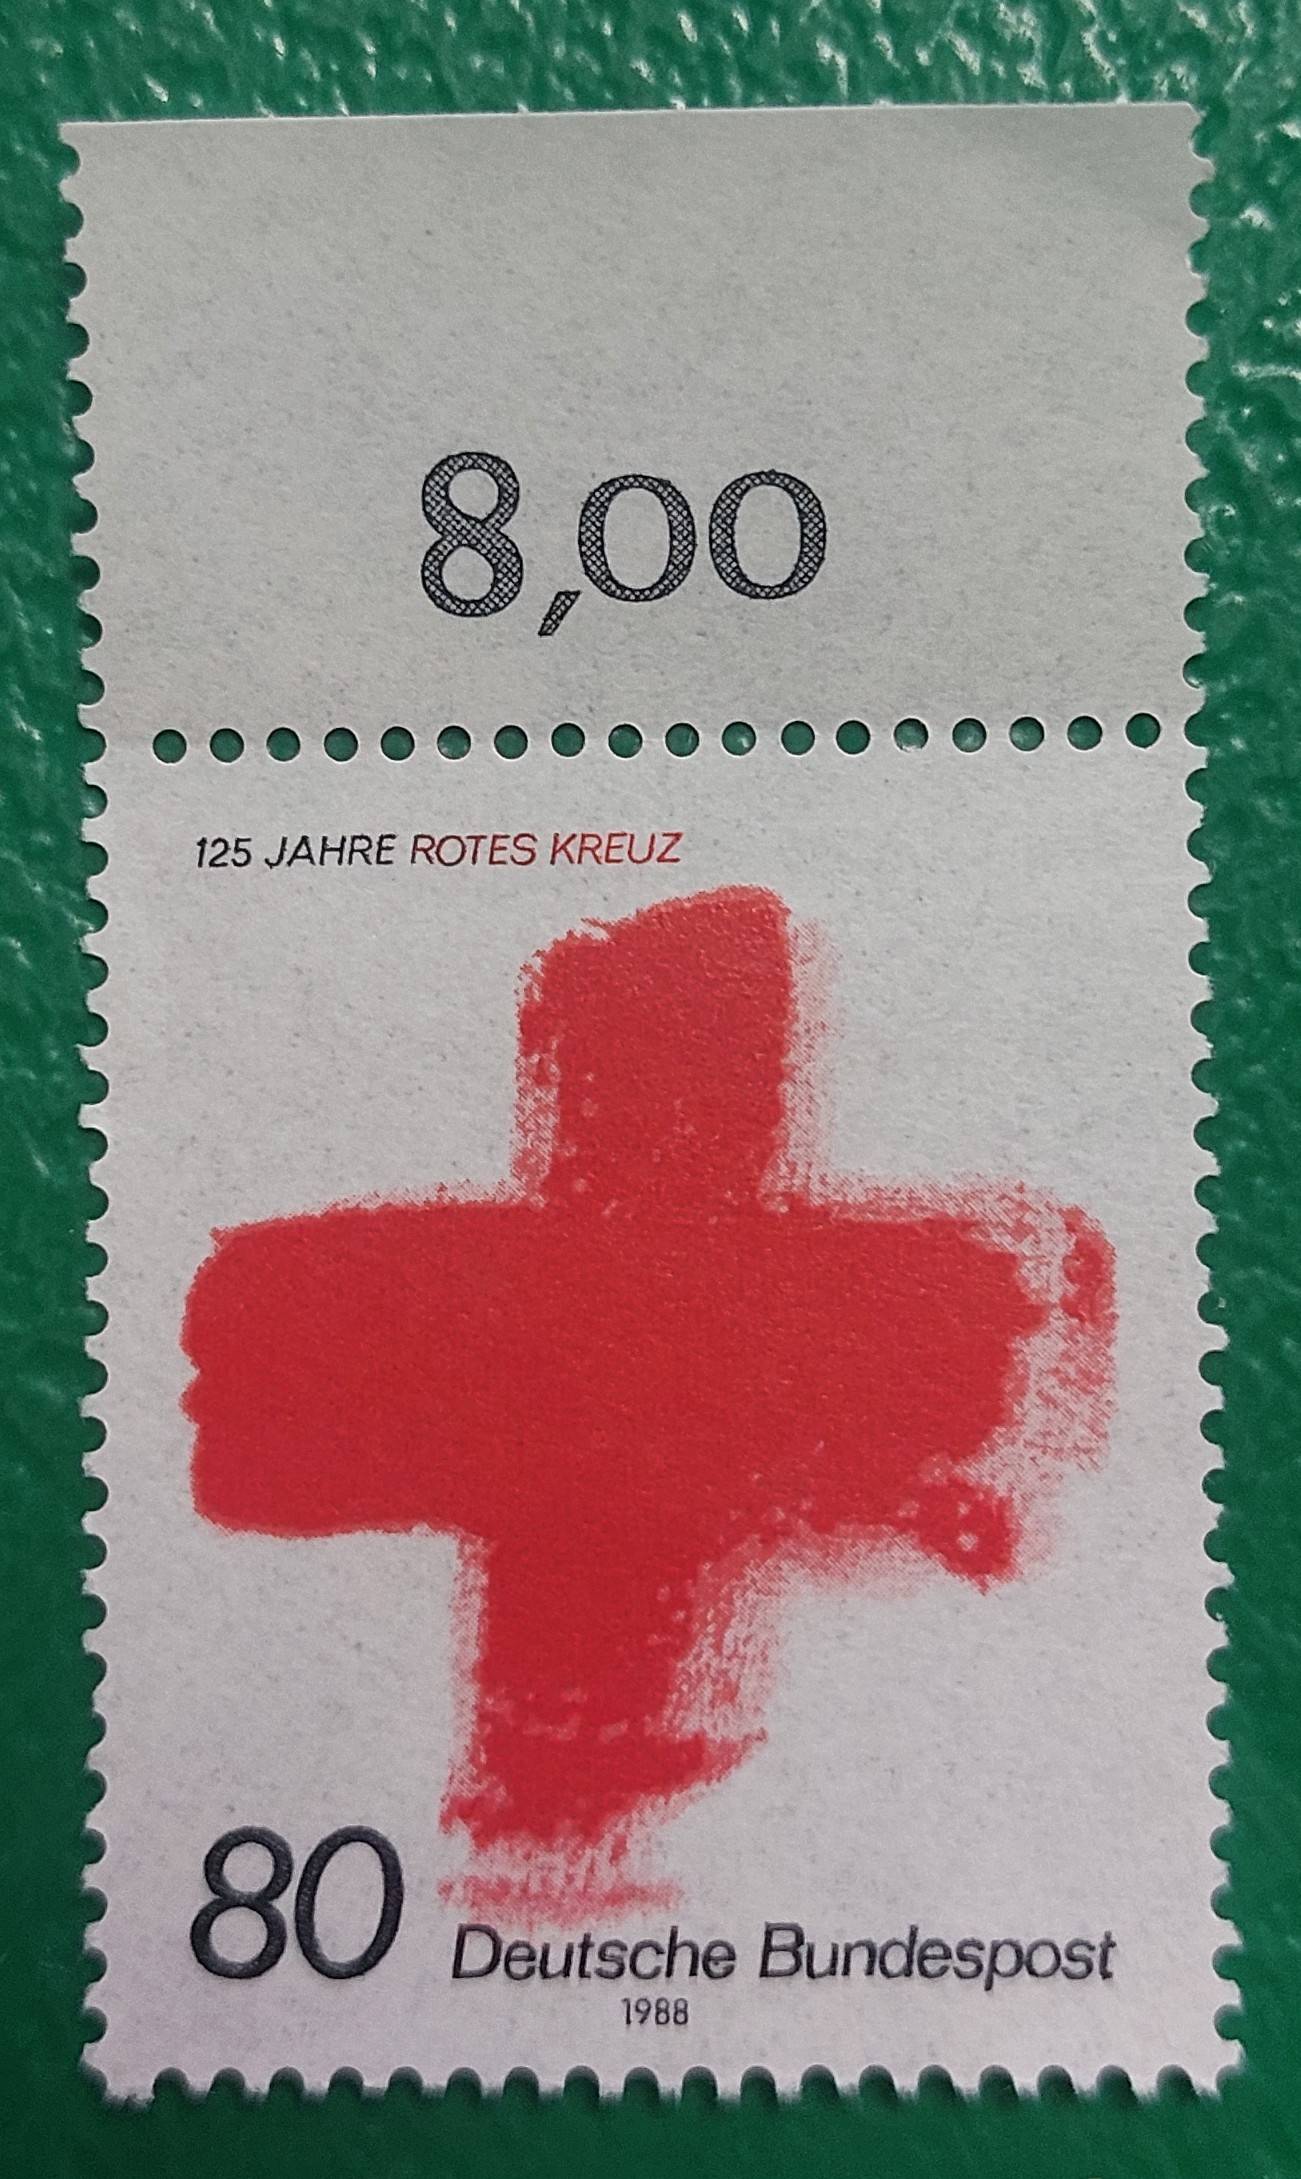 8,00
125 JAHRE ROTES KREUZ
80
Deutsche Bundespost
1988